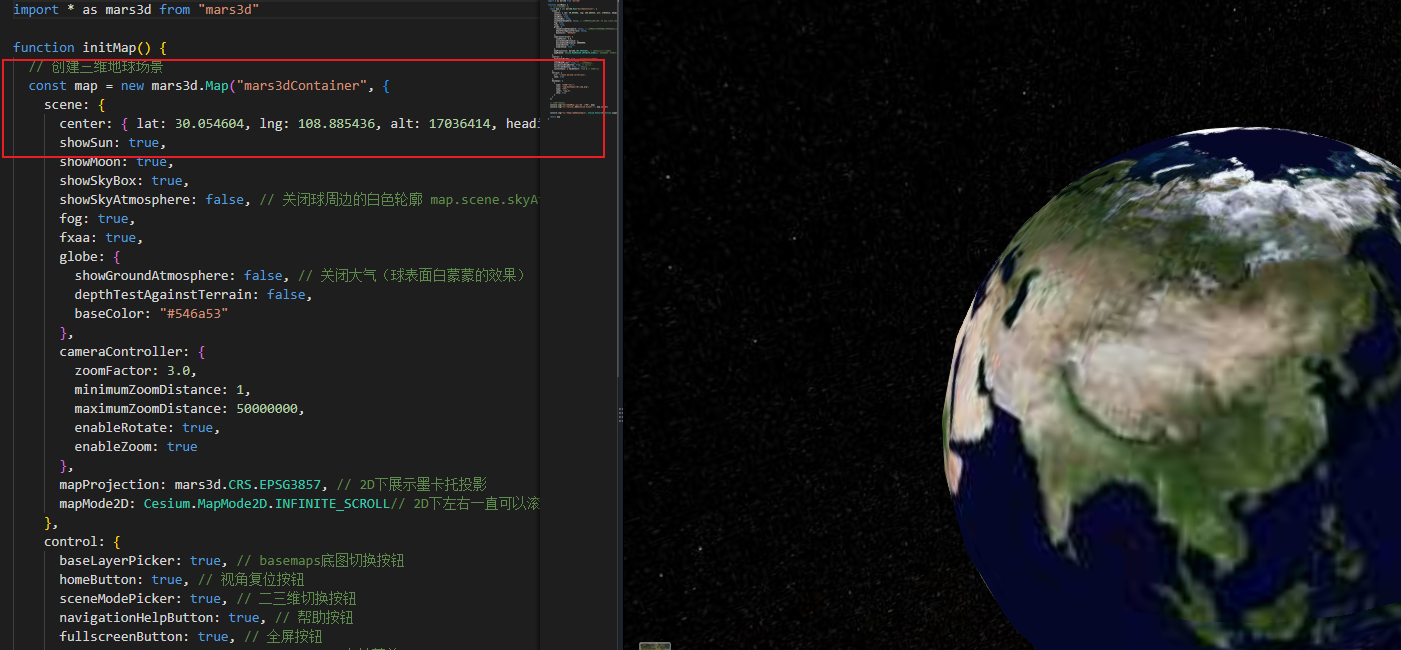 import * as mars3d from "mars3d"
function initMap() {
// 创建三维地球场景
const map = new mars3d.Map("mars3dContainer", {
scene: {
center: { lat: 30.054604, lng: 108.885436, alt: 17036414, headi
showSun: true,
showMoon: true,
showSkyBox: true,
showSkyAtmosphere: false, // 关闭球周边的白色轮廓 map.scene.skyA
fog: true,
fxaa: true,
globe: {
showGroundAtmosphere: false, // 关闭大气（球表面白蒙蒙的效果）
depthTestAgainstTerrain: false,
baseColor: "#546a53"
},
cameraController: {
zoomFactor: 3.0,
minimumZoomDistance: 1,
maximumZoomDistance: 50000000,
enableRotate: true,
enableZoom: true
},
mapProjection: mars3d.CRS.EPSG3857, // 2D下展示墨卡托投影
mapMode2D: Cesium.MapMode2D.INFINITE_SCROLL// 2D下左右一直可以滚
},
control: {
baseLayerPicker: true, // basemaps底图切换按钮
homeButton: true, // 视角复位按钮
sceneModePicker: true, // 二三维切换按钮
navigationHelpButton: true, // 帮助按钮
fullscreenButton: true, // 全屏按钮